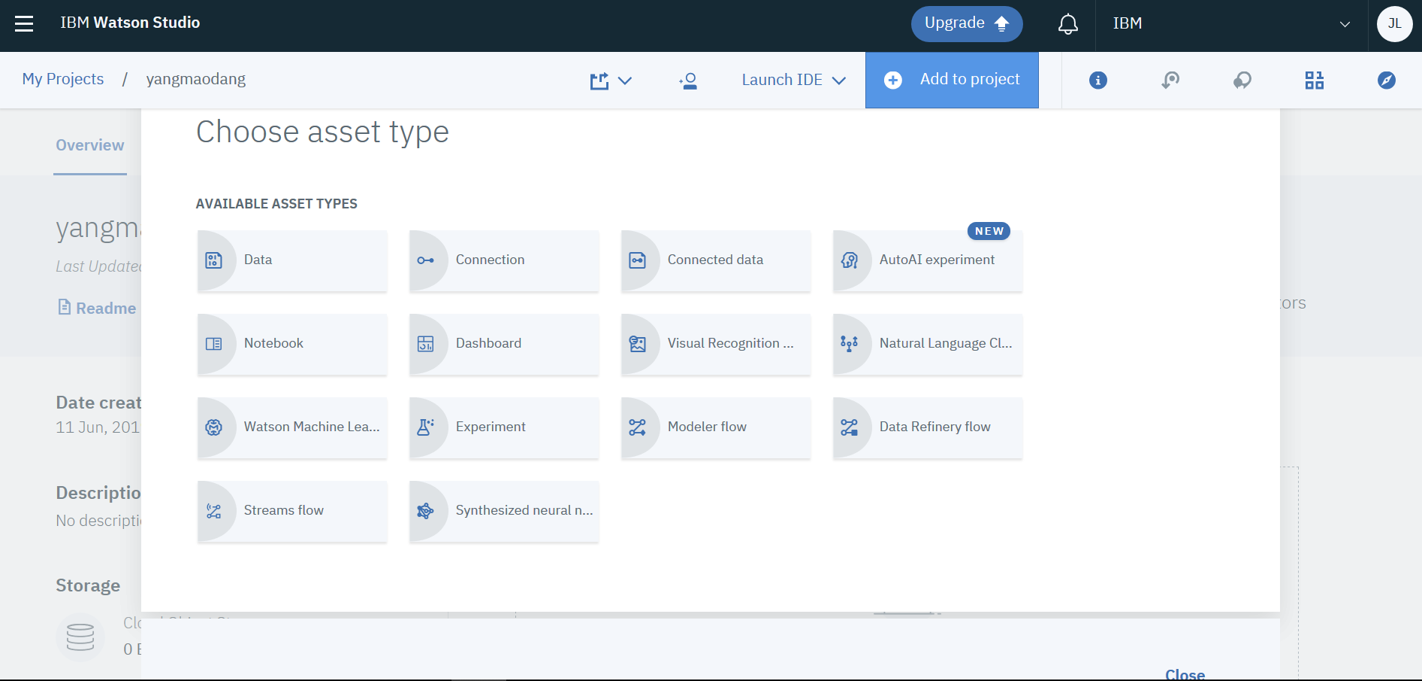 IBM Watson Studio
Upgrade
IBM
JL
My Projects / yangmaodang
Launch IDE
Add to project
Overview
Choose asset type
AVAILABLE ASSET TYPES
NEW
Data
Connection
Connected data
AutoAI experiment
yangma
Last Update
Readme
ors
Notebook
Dashboard
Visual Recognition ...
Natural Language Cl...
Date creat
11 Jun, 201
Watson Machine Lea...
Experiment
Modeler flow
Data Refinery flow
Descriptio
No descripti
Streams flow
Synthesized neural n...
Storage
0 B
Close